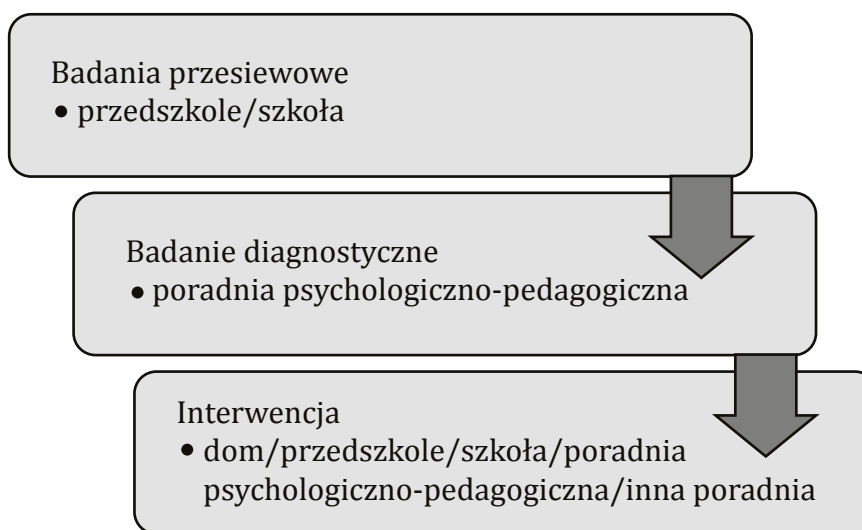 Badania przesiewowe
• przedszkole/szkoła
Badanie diagnostyczne
• poradnia psychologiczno-pedagogiczna
Interwencja
• dom/przedszkole/szkoła/poradnia
psychologiczno-pedagogiczna/inna poradnia